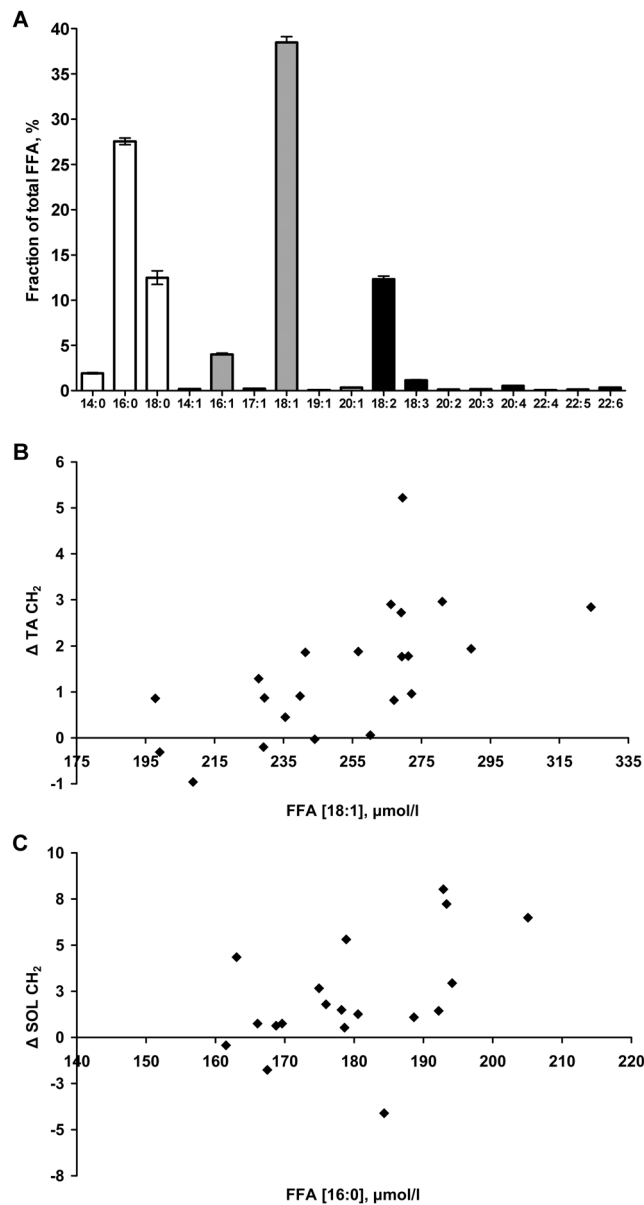 A
Fraction of total FFA, %
40
35
30
25
20
15
10
5
0
14:0 16:0 18:0 14:1 16:1 17:1 18:1 19:1 20:1 18:2 18:3 20:2 20:3 20:4 22:4 22:5 22:6
B
Δ TA CH₂
6
5
4
3
2
1
0
-1
175 195 215 235 255 275 295 315 335
FFA [18:1], µmol/l
C
Δ SOL CH₂
10
8
5
3
0
-3
-5
-8
140 150 160 170 180 190 200 210 220
FFA [16:0], µmol/l